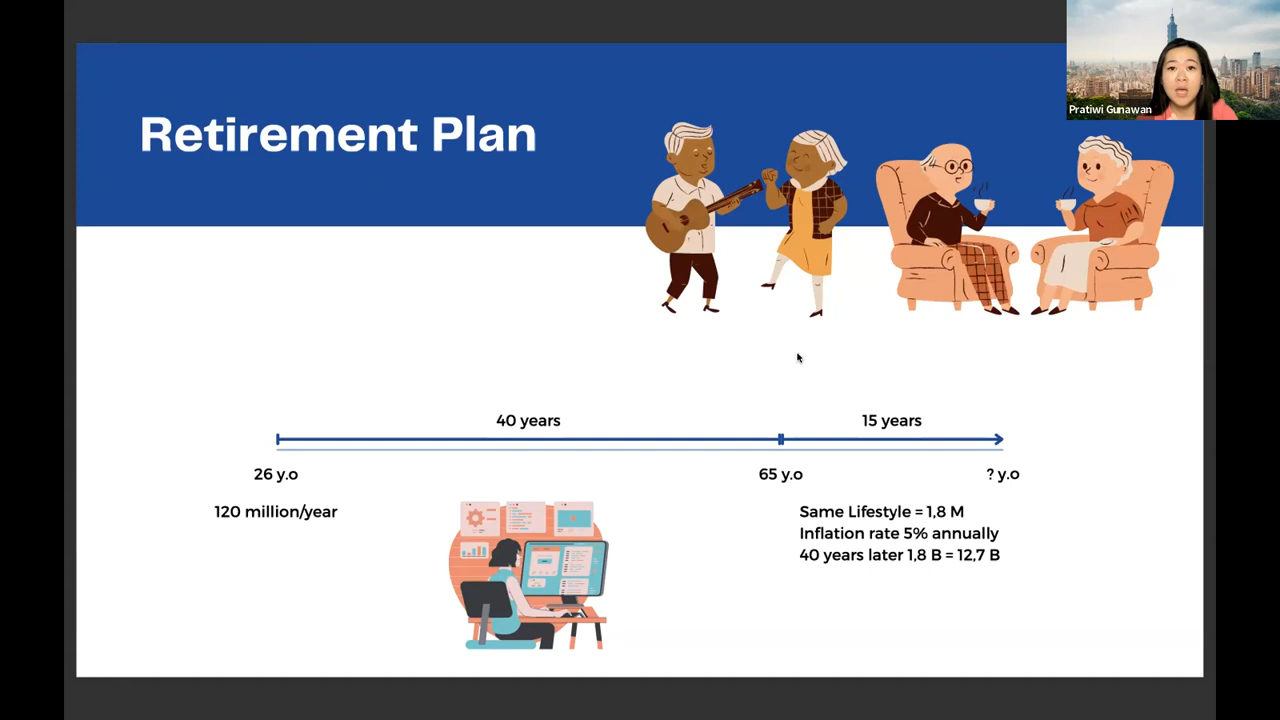 Pratiwi Gunawan
Retirement Plan
40 years
15 years
26 y.o
65 y.o
? y.o
120 million/year
Same Lifestyle = 1,8 M
Inflation rate 5% annually
40 years later 1,8 B = 12,7 B